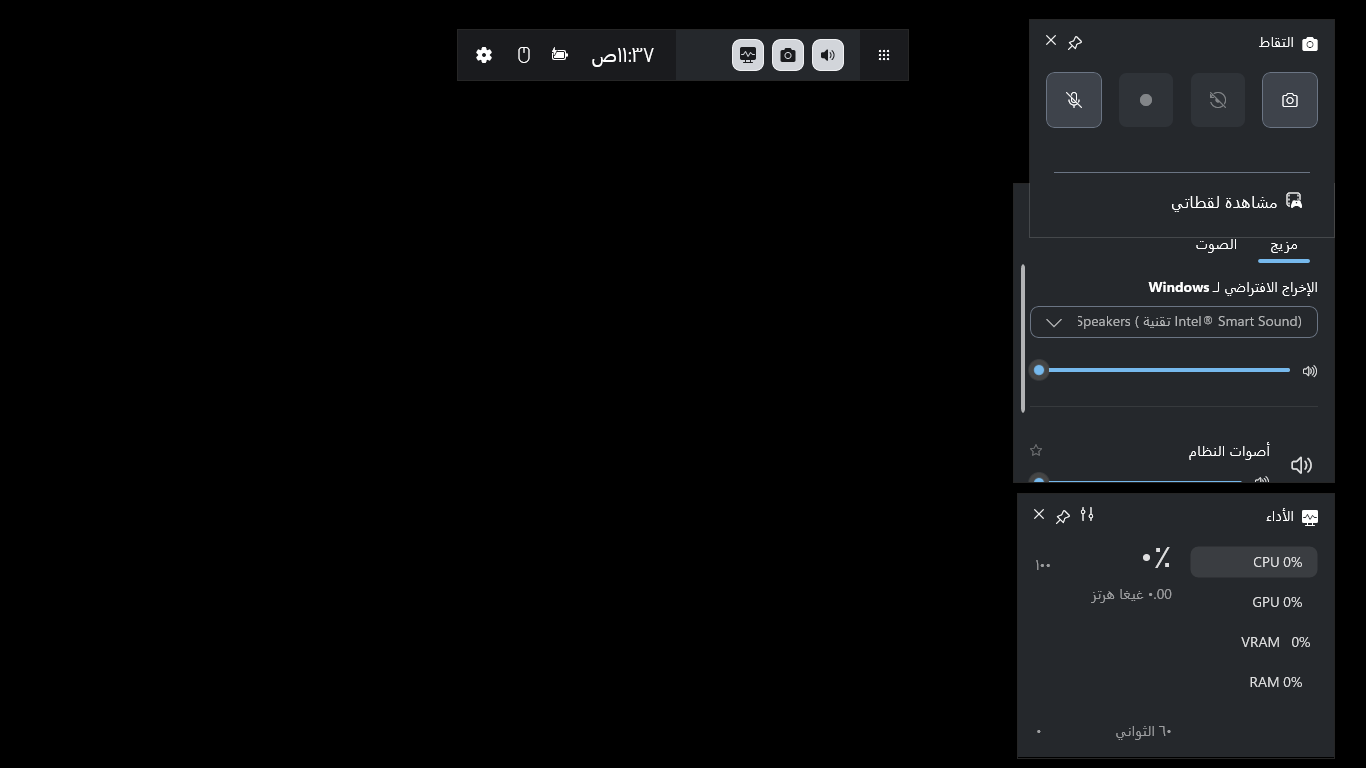 ١١:٣٧ص
التقاط
مشاهدة لقطاتي
مزيج
الصوت
الإخراج الافتراضي لـ Windows
Speakers ( تقنية Intel® Smart Sound)
أصوات النظام
الأداء
CPU 0%
GPU 0%
VRAM 0%
RAM 0%
٠٪
١٠٠
٠.00 غيغا هرتز
٦٠ الثواني
٠